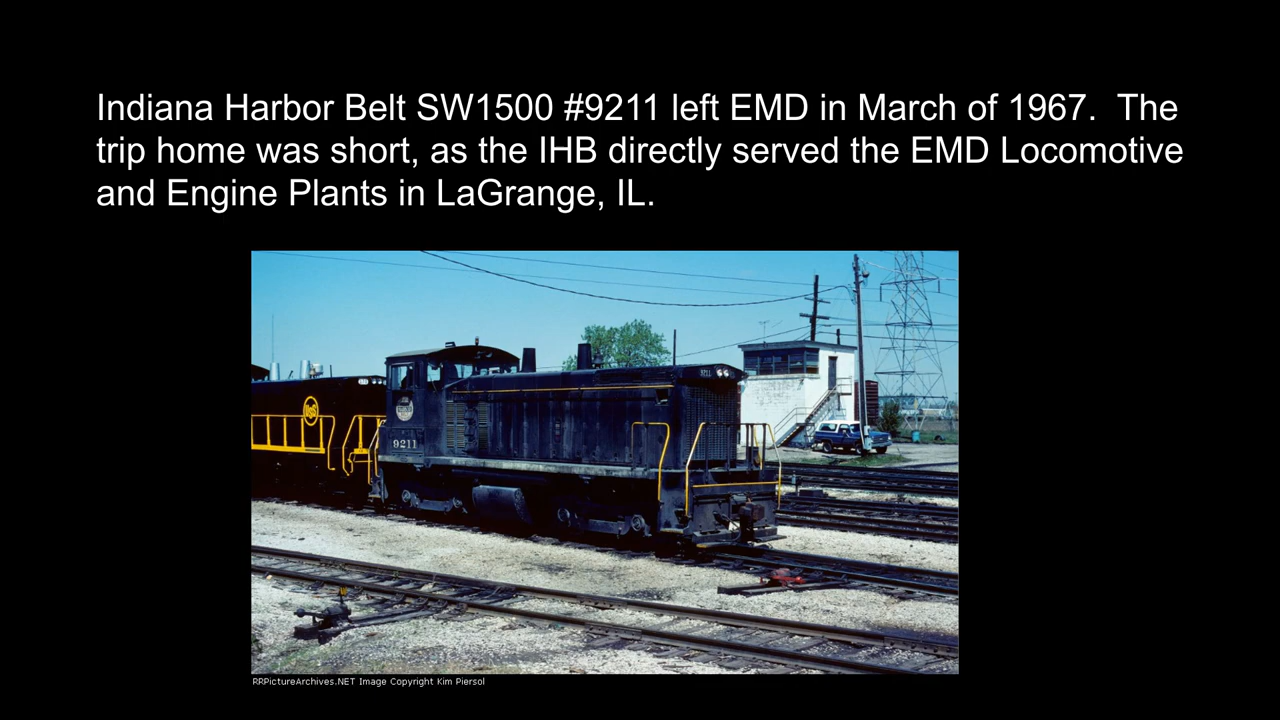 Indiana Harbor Belt SW1500 #9211 left EMD in March of 1967.  The
trip home was short, as the IHB directly served the EMD Locomotive
and Engine Plants in LaGrange, IL.
9211
9211
RRPictureArchives.NET Image Copyright Kim Piersol